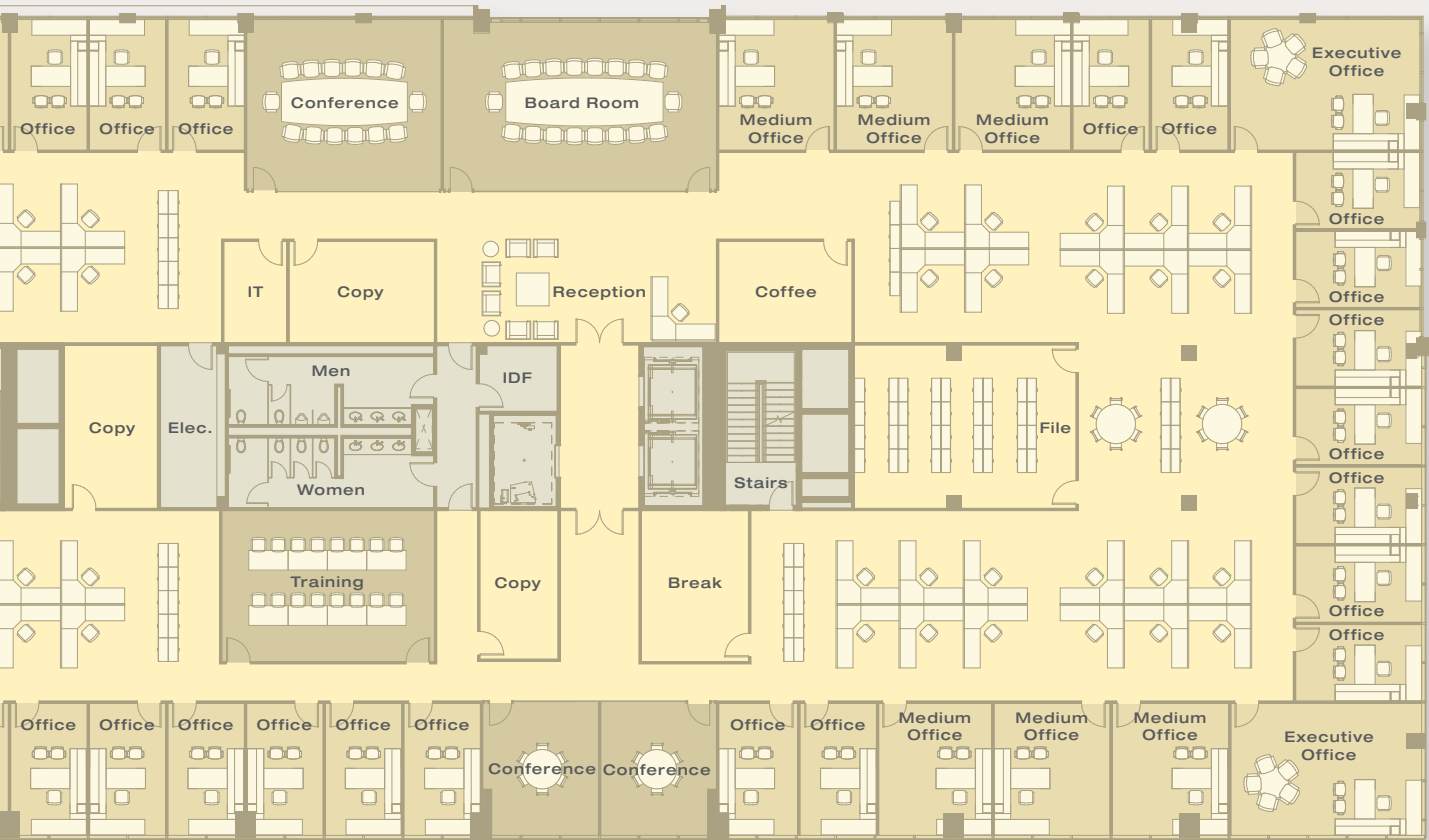 Office
Office
Office
Conference
Board Room
Medium
Office
Medium
Office
Medium
Office
Office
Office
Executive
Office
Office
IT
Copy
Reception
Coffee
Office
Office
Men
IDF
Copy
Elec.
File
Office
Women
Stairs
Office
Training
Copy
Break
Office
Office
Office
Office
Office
Office
Office
Office
Conference
Conference
Office
Office
Medium
Office
Medium
Office
Medium
Office
Executive
Office